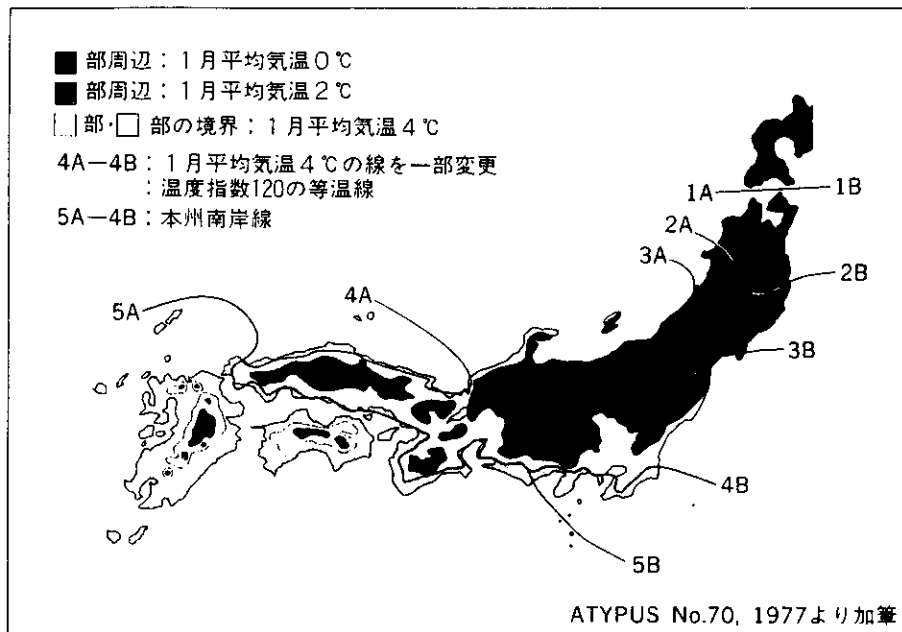 ■ 部周辺：1月平均気温0℃
■ 部周辺：1月平均気温2℃
□部・□ 部の境界：1月平均気温4℃
4A—4B：1月平均気温4℃の線を一部変更
：温度指数120の等温線
5A—4B：本州南岸線
1A
1B
2A
3A
2B
4A
5A
3B
4B
5B
ATYPUS No.70, 1977より加筆